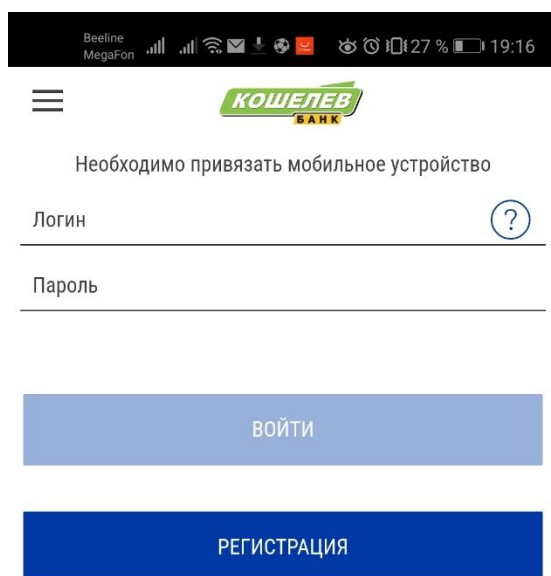 Beeline
MegaFon
27 % 19:16
КОШЕЛЕВ
БАНК
Необходимо привязать мобильное устройство
Логин
?
Пароль
ВОЙТИ
РЕГИСТРАЦИЯ